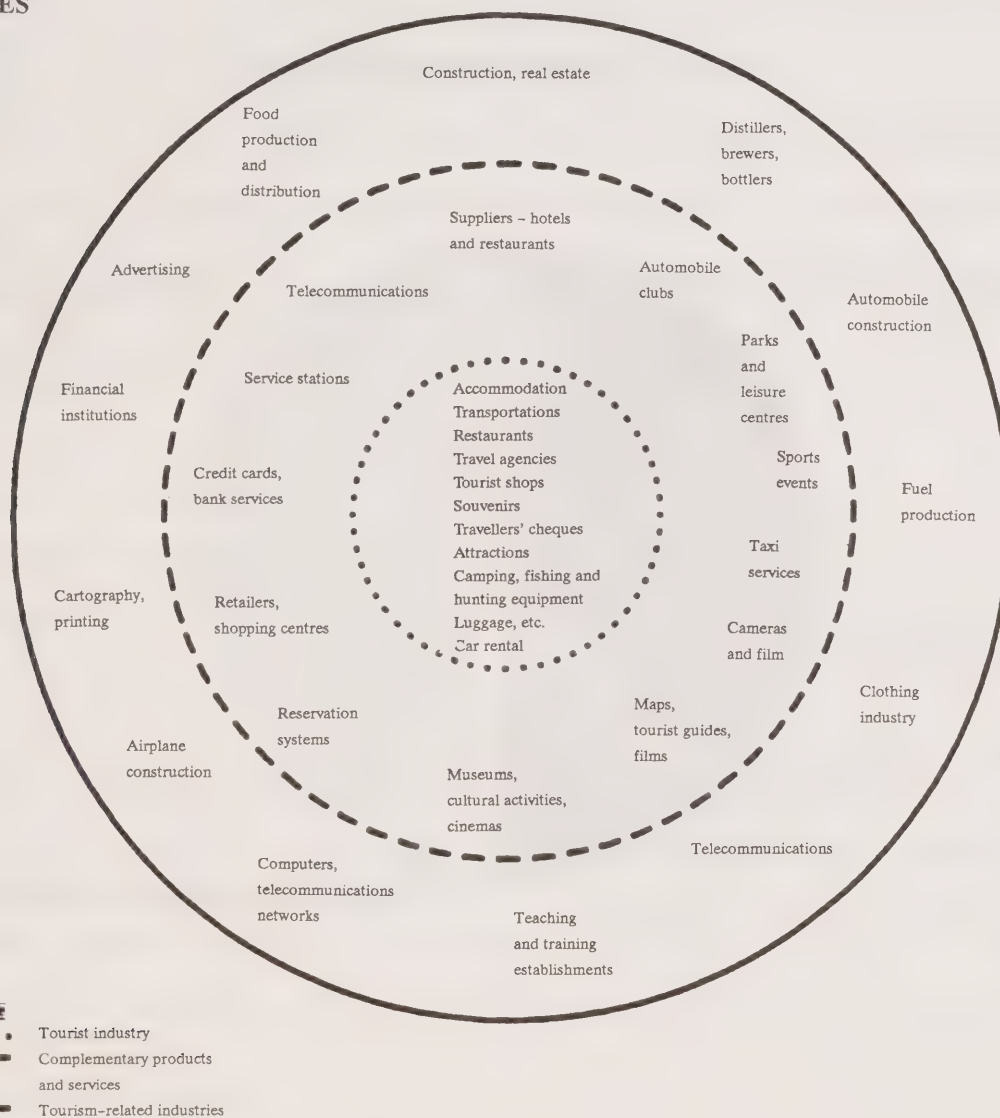 ES
Construction, real estate
Food
production
and
distribution
Distillers,
brewers,
bottlers
Suppliers - hotels
and restaurants
Advertising
Telecommunications
Automobile
clubs
Automobile
construction
Parks
and
leisure
centres
Financial
institutions
Service stations
Accommodation
Transportations
Restaurants
Travel agencies
Tourist shops
Souvenirs
Travellers' cheques
Attractions
Camping, fishing and
hunting equipment
Luggage, etc.
Car rental
Credit cards,
bank services
Sports
events
Fuel
production
Taxi
services
Cartography,
printing
Retailers,
shopping centres
Cameras
and film
Clothing
industry
Reservation
systems
Maps,
tourist guides,
films
Airplane
construction
Museums,
cultural activities,
cinemas
Telecommunications
Computers,
telecommunications
networks
Teaching
and training
establishments
Tourist industry
Complementary products
and services
Tourism-related industries